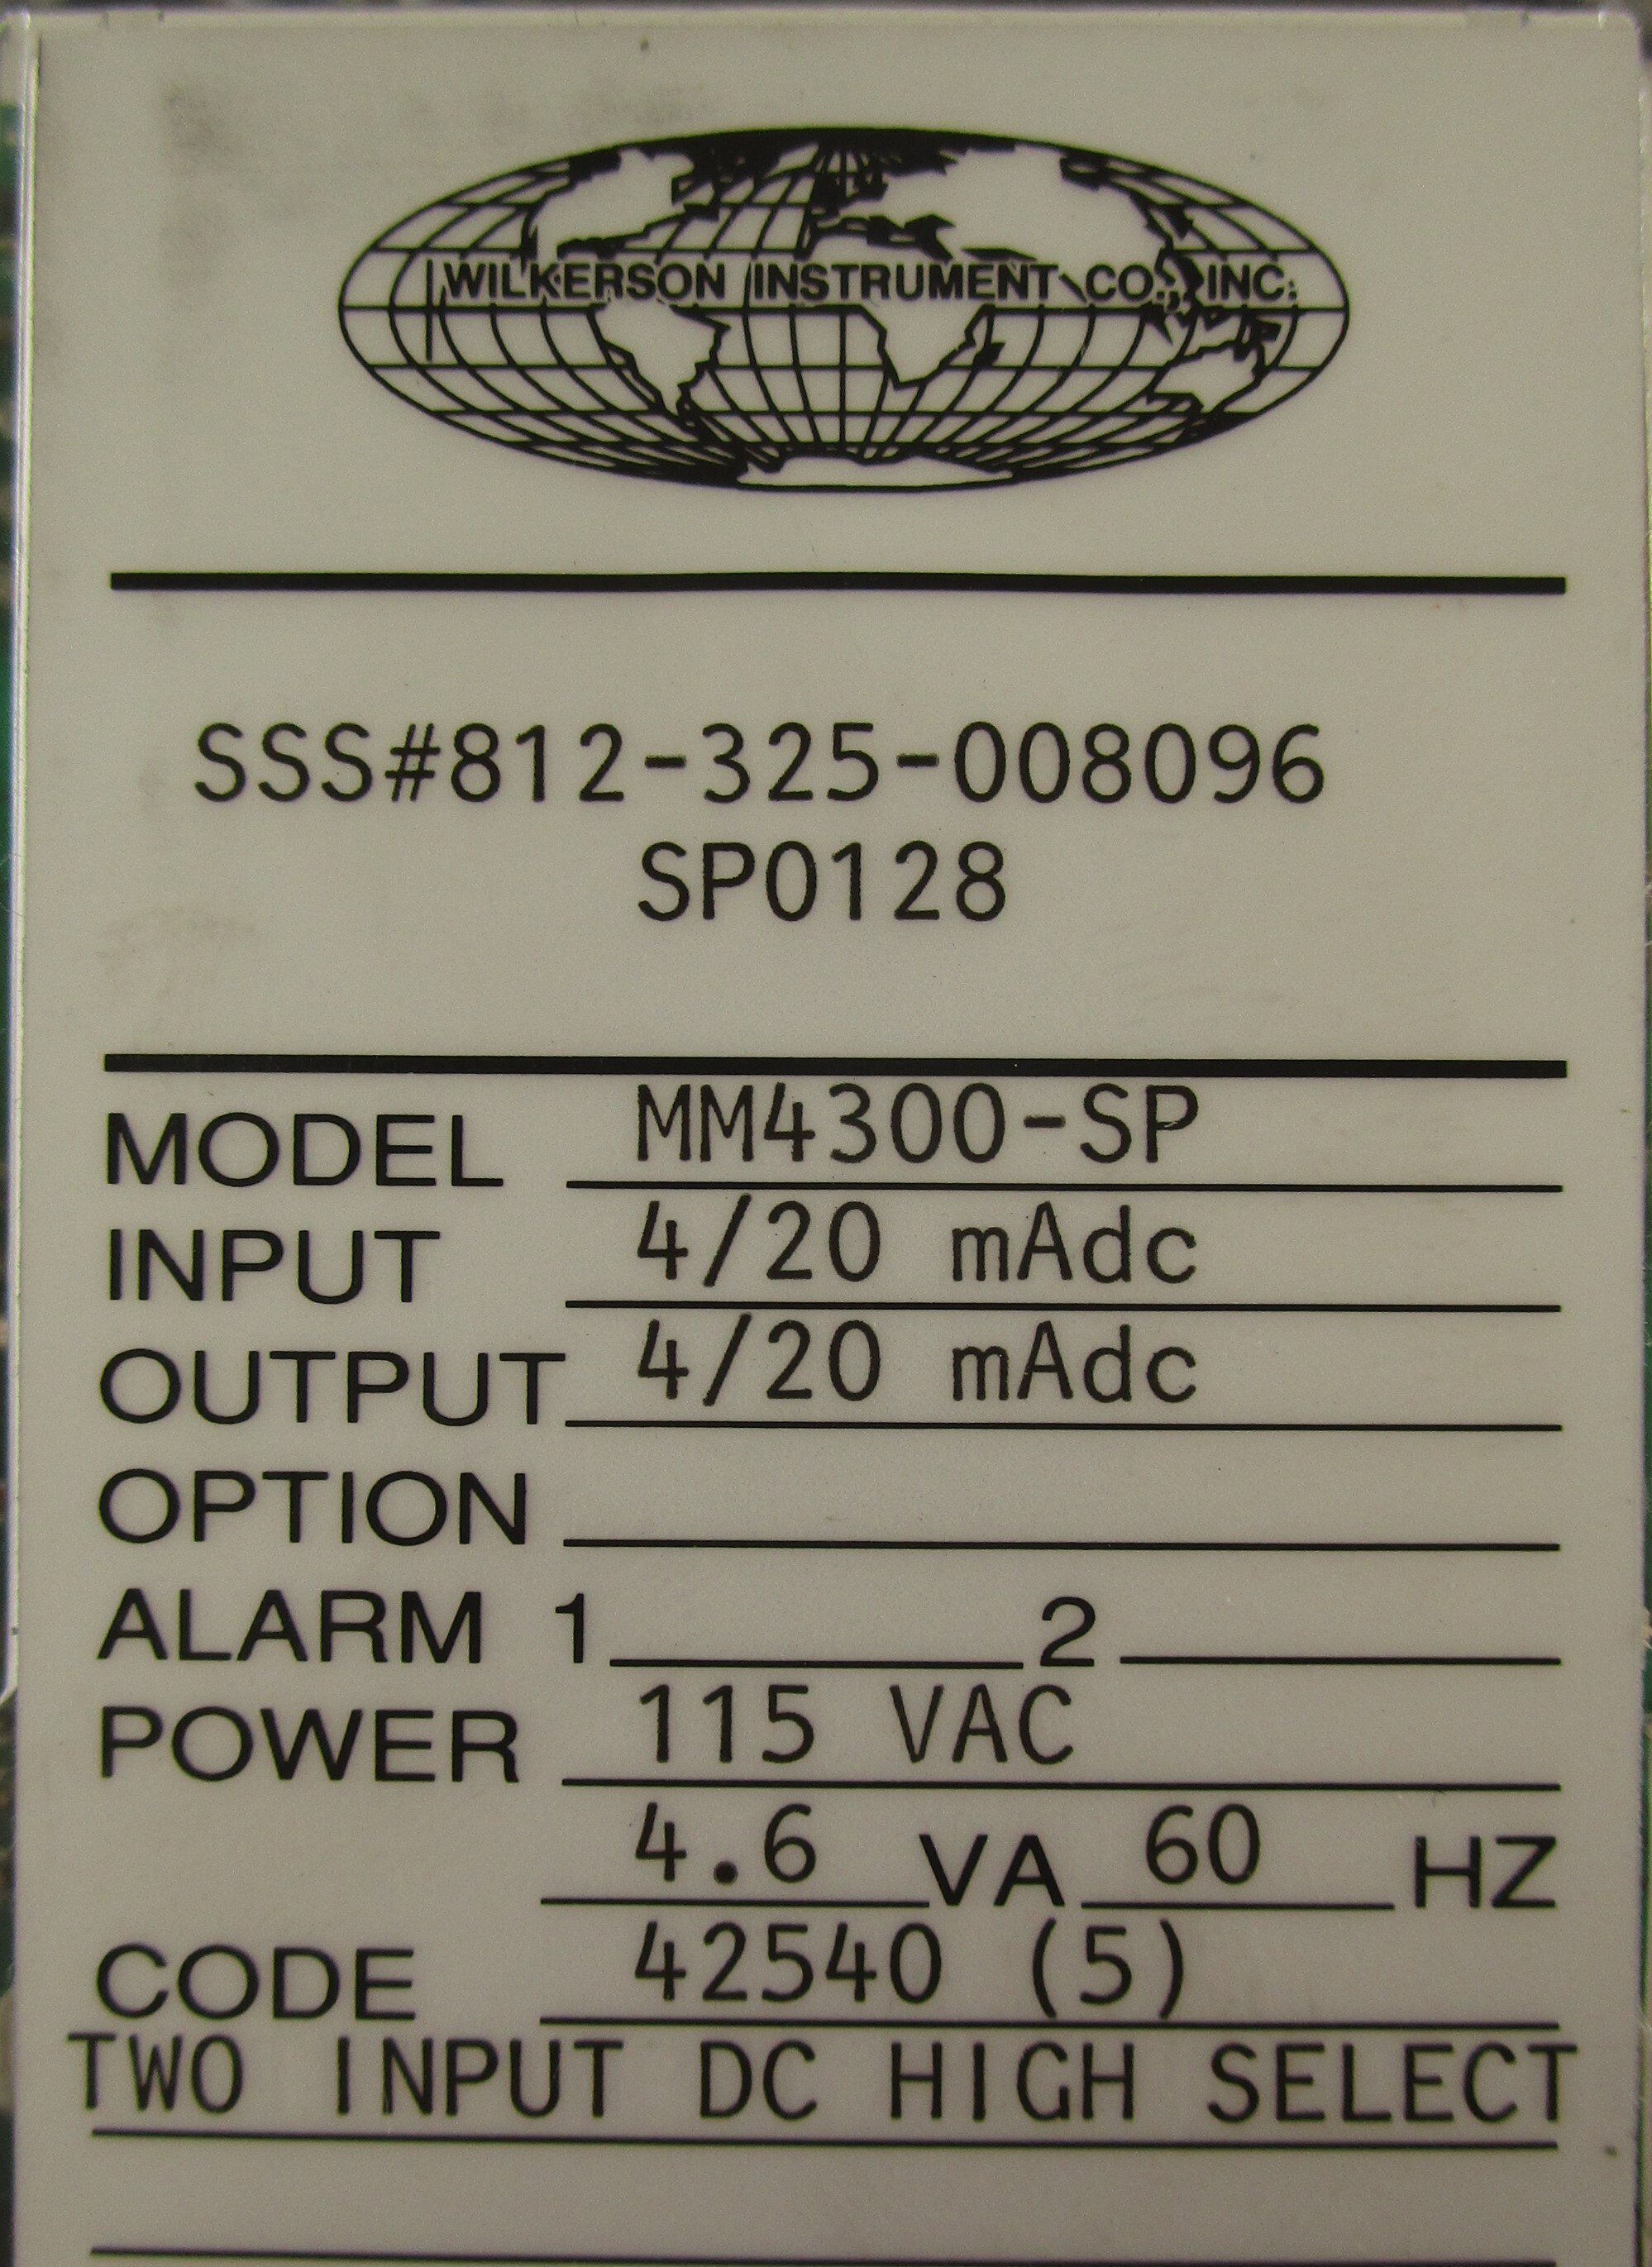 WILKERSON INSTRUMENT CO., INC.
SSS#812-325-008096
SP0128
MODEL MM4300-SP
INPUT 4/20 mAdc
OUTPUT 4/20 mAdc
OPTION
ALARM 1 2
POWER 115 VAC
4.6 VA 60 HZ
CODE 42540 (5)
TWO INPUT DC HIGH SELECT